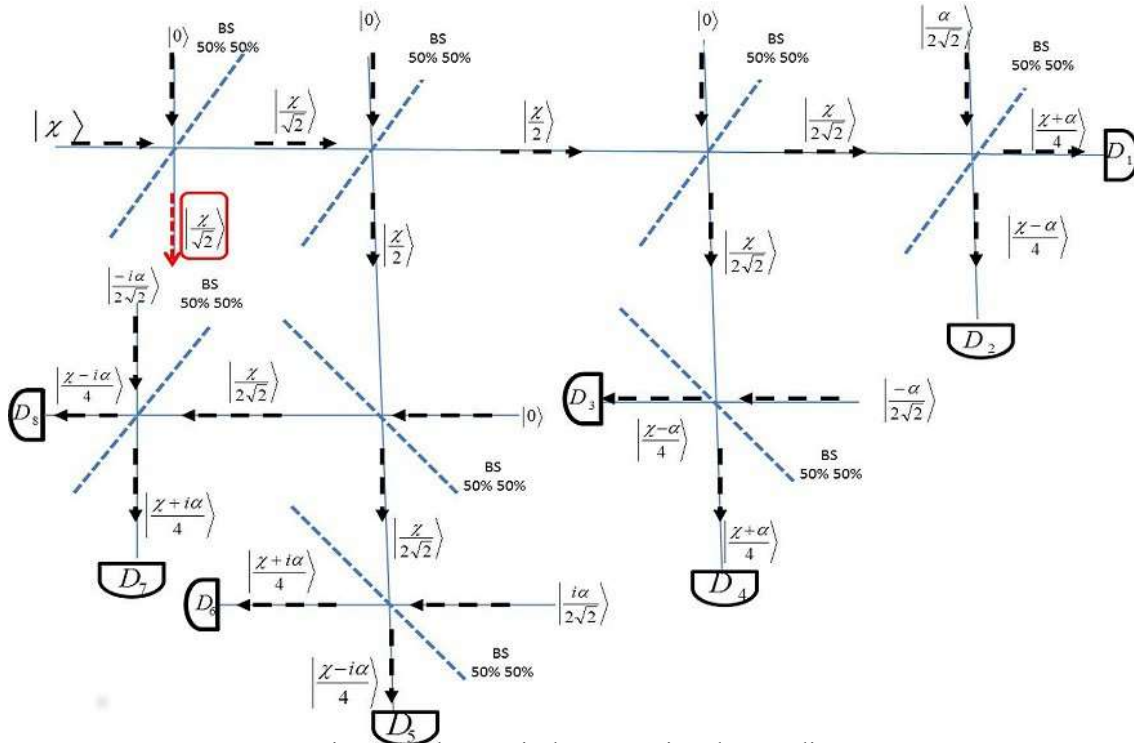 |0⟩
BS
50% 50%
|0⟩
BS
50% 50%
|0⟩
BS
50% 50%
|α/2√2⟩
BS
50% 50%
|χ⟩
|χ/√2⟩
|χ/2⟩
|χ/2√2⟩
|χ+α/4⟩
D₁
|χ/√2⟩
|χ/2⟩
|χ/2√2⟩
|χ−α/4⟩
|−iα/2√2⟩
BS
50% 50%
D₂
|χ−iα/4⟩
|χ/2√2⟩
D₈
|0⟩
D₃
|−α/2√2⟩
|χ−α/4⟩
BS
50% 50%
BS
50% 50%
|χ+iα/4⟩
|χ/2√2⟩
|χ+α/4⟩
D₇
|χ+iα/4⟩
D₄
D₆
|iα/2√2⟩
BS
50% 50%
|χ−iα/4⟩
D₅